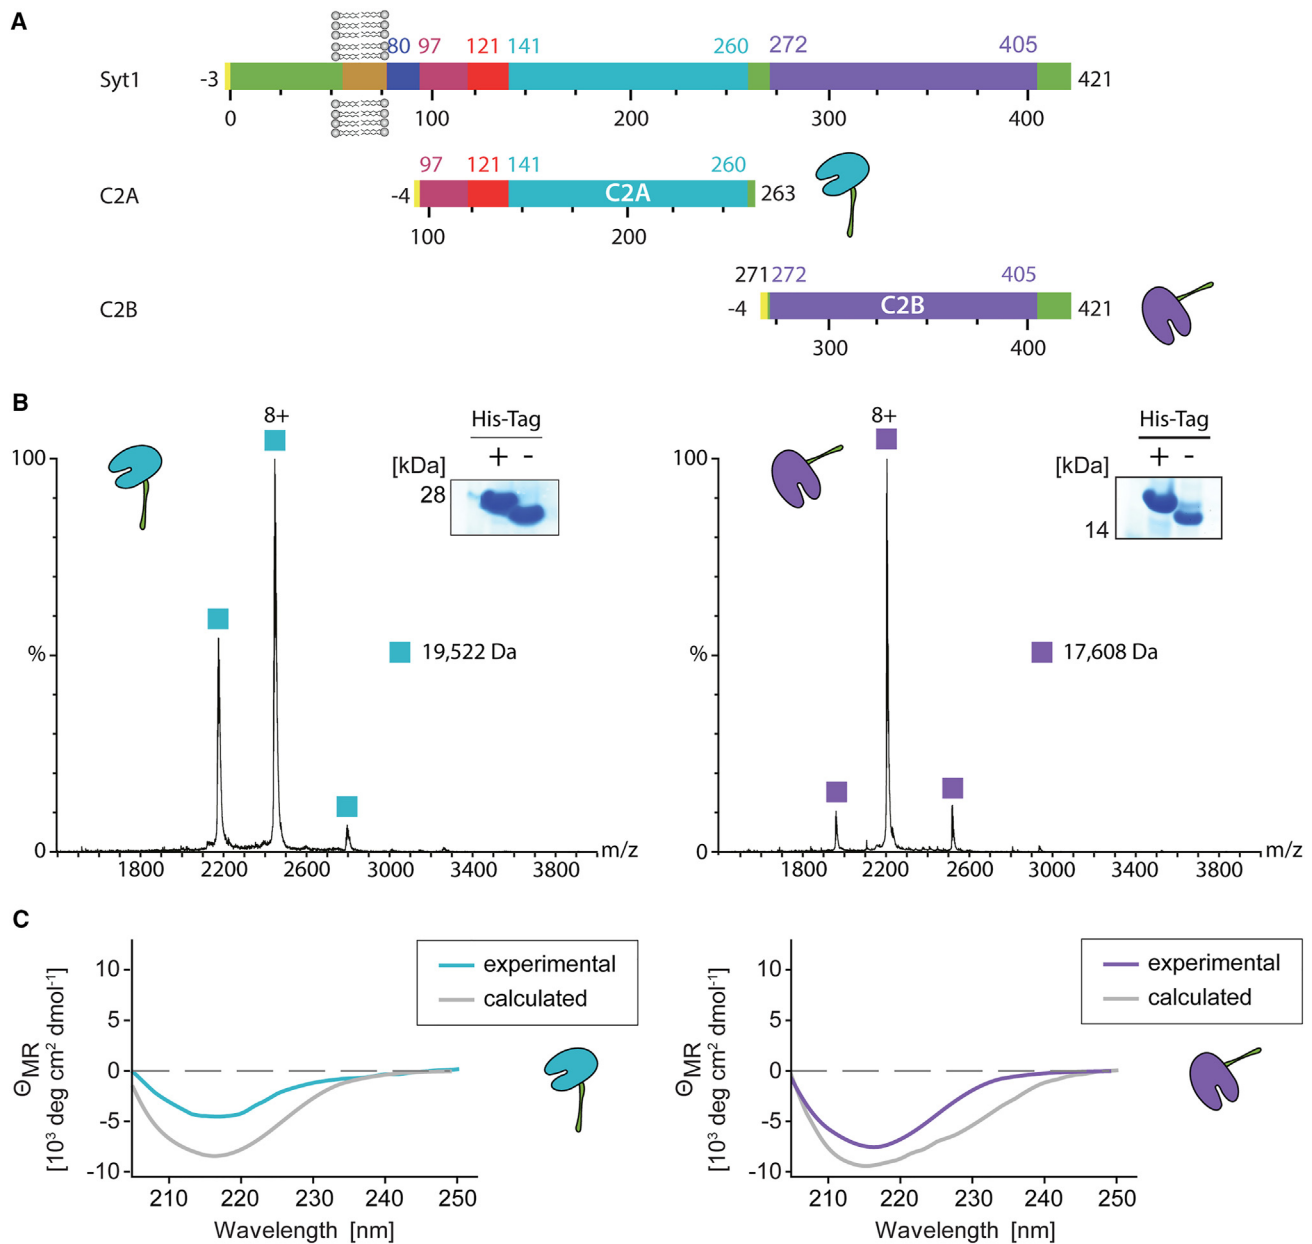 A
80 97 121 141 260 272 405
Syt1 -3 421
0 100 200 300 400
97 121 141 260
C2A -4 C2A 263
100 200
271 272 405
C2B -4 C2B 421
300 400
B
8+
His-Tag
+ -
[kDa]
28
100
%
0
19,522 Da
1800 2200 2600 3000 3400 3800 m/z
8+
His-Tag
+ -
[kDa]
14
100
%
0
17,608 Da
1800 2200 2600 3000 3400 3800 m/z
C
experimental
calculated
10
5
0
-5
-10
ΘMR
[10³ deg cm² dmol⁻¹]
210 220 230 240 250
Wavelength [nm]
experimental
calculated
10
5
0
-5
-10
ΘMR
[10³ deg cm² dmol⁻¹]
210 220 230 240 250
Wavelength [nm]